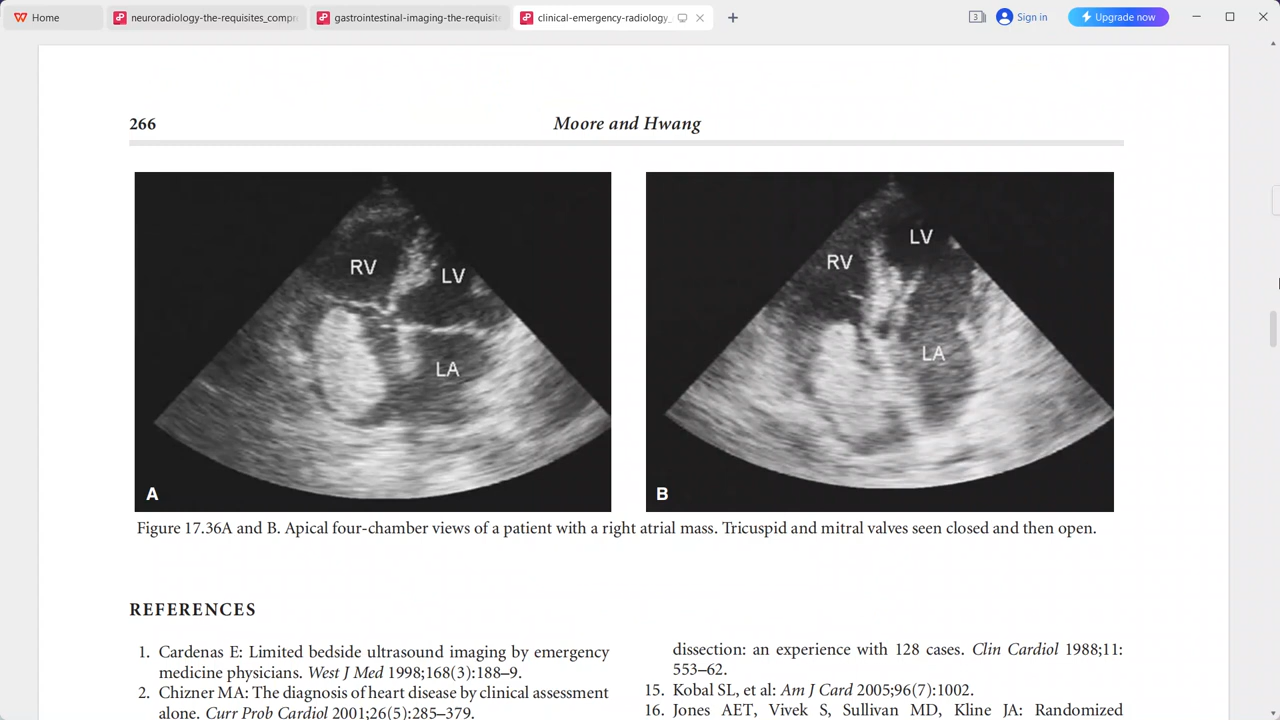 Home
neuroradiology-the-requisites_compr
gastrointestinal-imaging-the-requisite
clinical-emergency-radiology_
3
Sign in
Upgrade now
266
Moore and Hwang
RV
LV
LA
A
RV
LV
LA
B
Figure 17.36A and B. Apical four-chamber views of a patient with a right atrial mass. Tricuspid and mitral valves seen closed and then open.
REFERENCES
1. Cardenas E: Limited bedside ultrasound imaging by emergency
medicine physicians. West J Med 1998;168(3):188–9.
2. Chizner MA: The diagnosis of heart disease by clinical assessment
alone. Curr Prob Cardiol 2001;26(5):285–379.
dissection: an experience with 128 cases. Clin Cardiol 1988;11:
553–62.
15. Kobal SL, et al: Am J Card 2005;96(7):1002.
16. Jones AET, Vivek S, Sullivan MD, Kline JA: Randomized